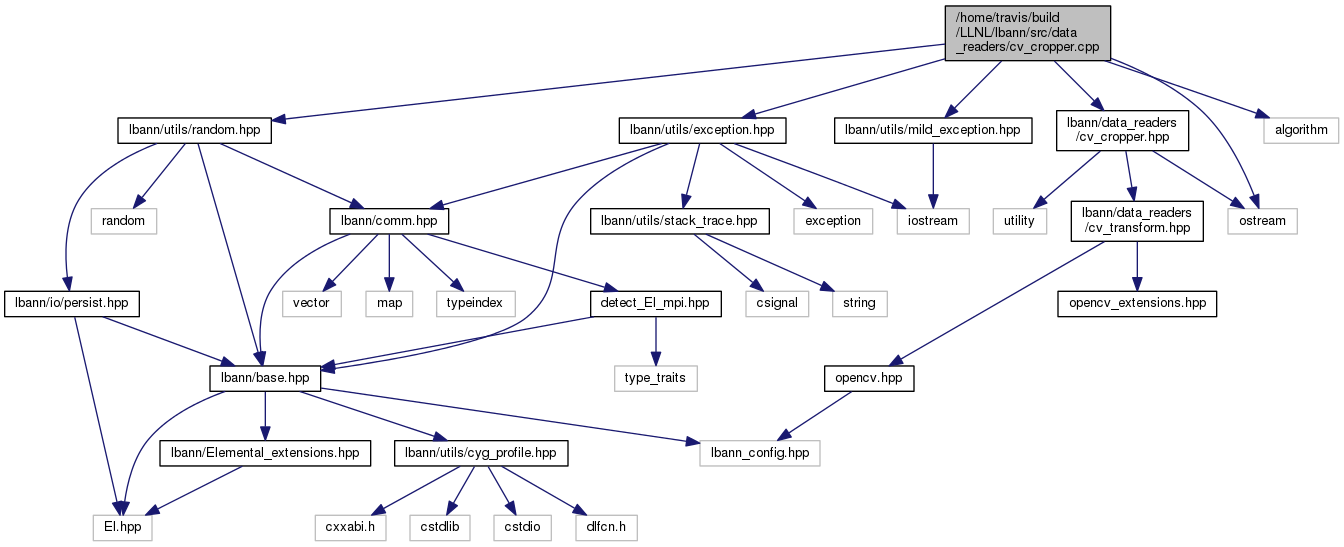 /home/travis/build
/LLNL/lbann/src/data
_readers/cv_cropper.cpp
lbann/utils/random.hpp
lbann/utils/exception.hpp
lbann/utils/mild_exception.hpp
lbann/data_readers
/cv_cropper.hpp
algorithm
random
lbann/comm.hpp
lbann/utils/stack_trace.hpp
exception
iostream
utility
lbann/data_readers
/cv_transform.hpp
ostream
lbann/io/persist.hpp
vector
map
typeindex
detect_El_mpi.hpp
csignal
string
opencv_extensions.hpp
lbann/base.hpp
type_traits
opencv.hpp
lbann/Elemental_extensions.hpp
lbann/utils/cyg_profile.hpp
lbann_config.hpp
El.hpp
cxxabi.h
cstdlib
cstdio
dlfcn.h